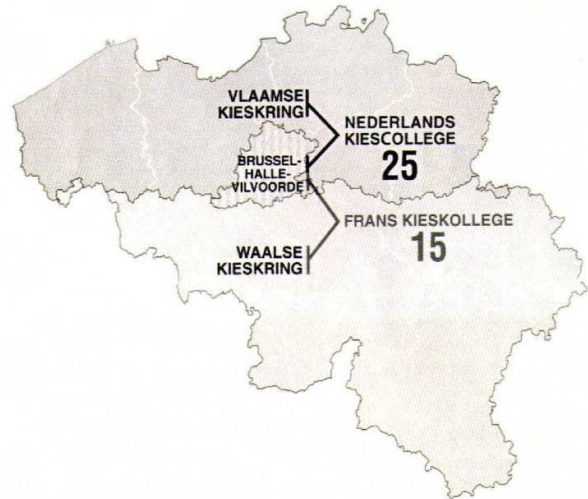 VLAAMSE
KIESKRING
NEDERLANDS
KIESCOLLEGE
25
BRUSSEL-
HALLE-
VILVOORDE
FRANS KIESKOLLEGE
15
WAALSE
KIESKRING